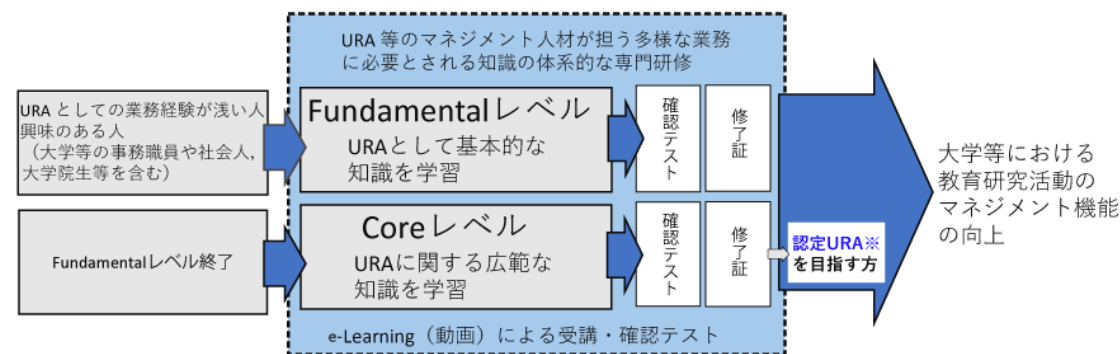 URA 等のマネジメント人材が担う多様な業務
に必要とされる知識の体系的な専門研修
URA としての業務経験が浅い人
興味のある人
（大学等の事務職員や社会人，
大学院生等を含む）
Fundamentalレベル
URAとして基本的な
知識を学習
確認テスト
修了証
Fundamentalレベル終了
Coreレベル
URAに関する広範な
知識を学習
確認テスト
修了証
認定URA※
を目指す方
大学等における
教育研究活動の
マネジメント機能
の向上
e-Learning（動画）による受講・確認テスト